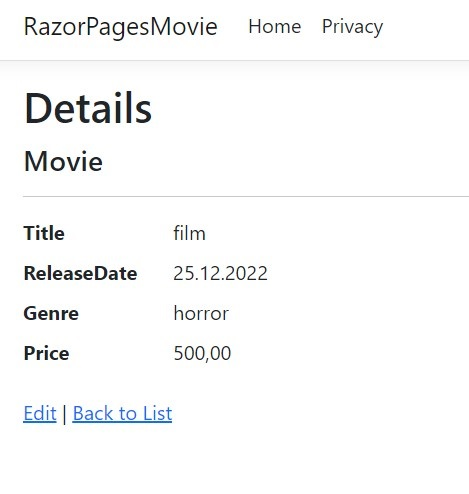 RazorPagesMovie Home Privacy
Details
Movie
Title film
ReleaseDate 25.12.2022
Genre horror
Price 500,00
Edit | Back to List